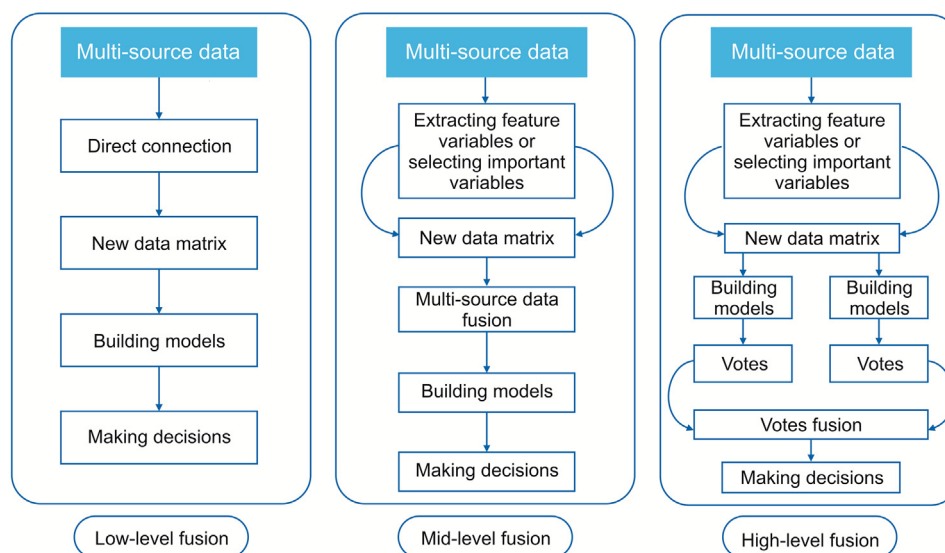 Multi-source data
Direct connection
New data matrix
Building models
Making decisions
Low-level fusion
Multi-source data
Extracting feature
variables or
selecting important
variables
New data matrix
Multi-source data
fusion
Building models
Making decisions
Mid-level fusion
Multi-source data
Extracting feature
variables or
selecting important
variables
New data matrix
Building
models
Building
models
Votes
Votes
Votes fusion
Making decisions
High-level fusion